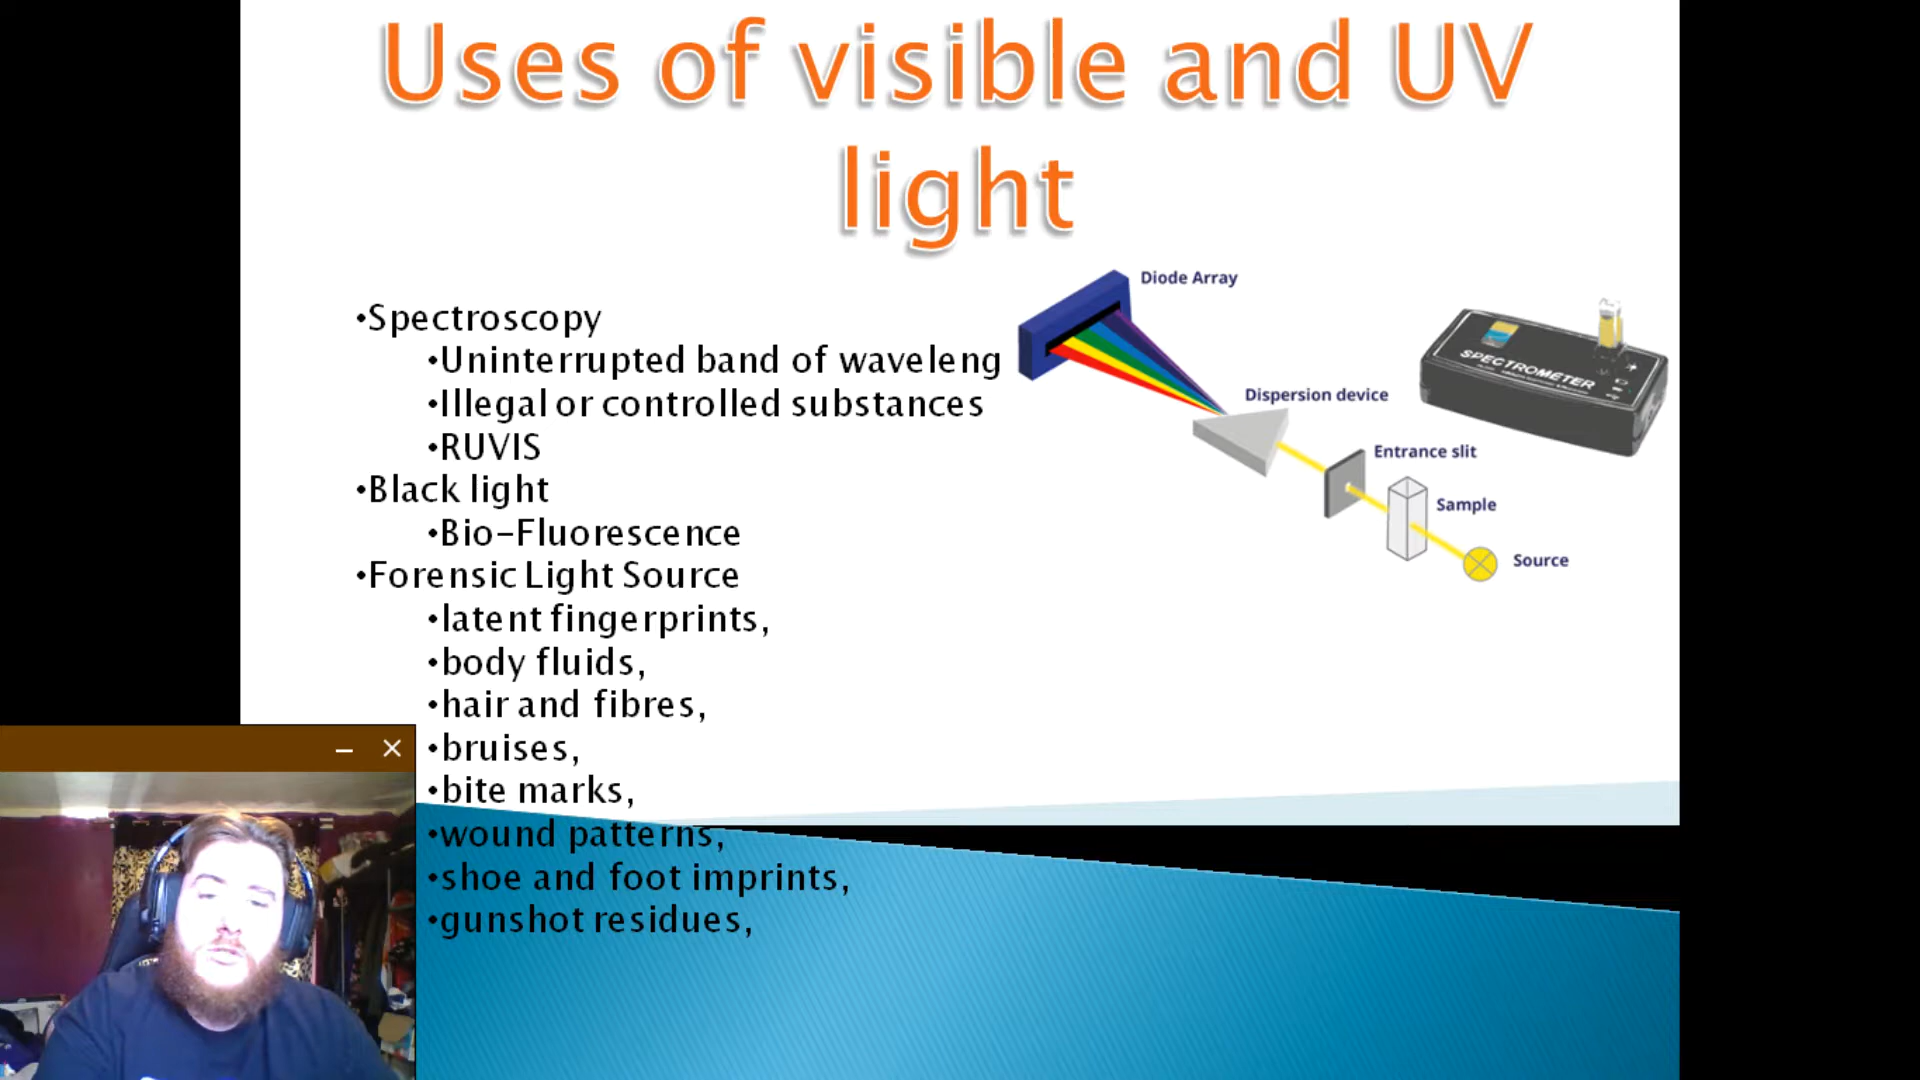 Uses of visible and UV
light
•Spectroscopy
•Uninterrupted band of waveleng
•Illegal or controlled substances
•RUVIS
•Black light
•Bio-Fluorescence
•Forensic Light Source
•latent fingerprints,
•body fluids,
•hair and fibres,
•bruises,
•bite marks,
•wound patterns,
•shoe and foot imprints,
•gunshot residues,
Diode Array
Dispersion device
Entrance slit
Sample
Source
SPECTROMETER